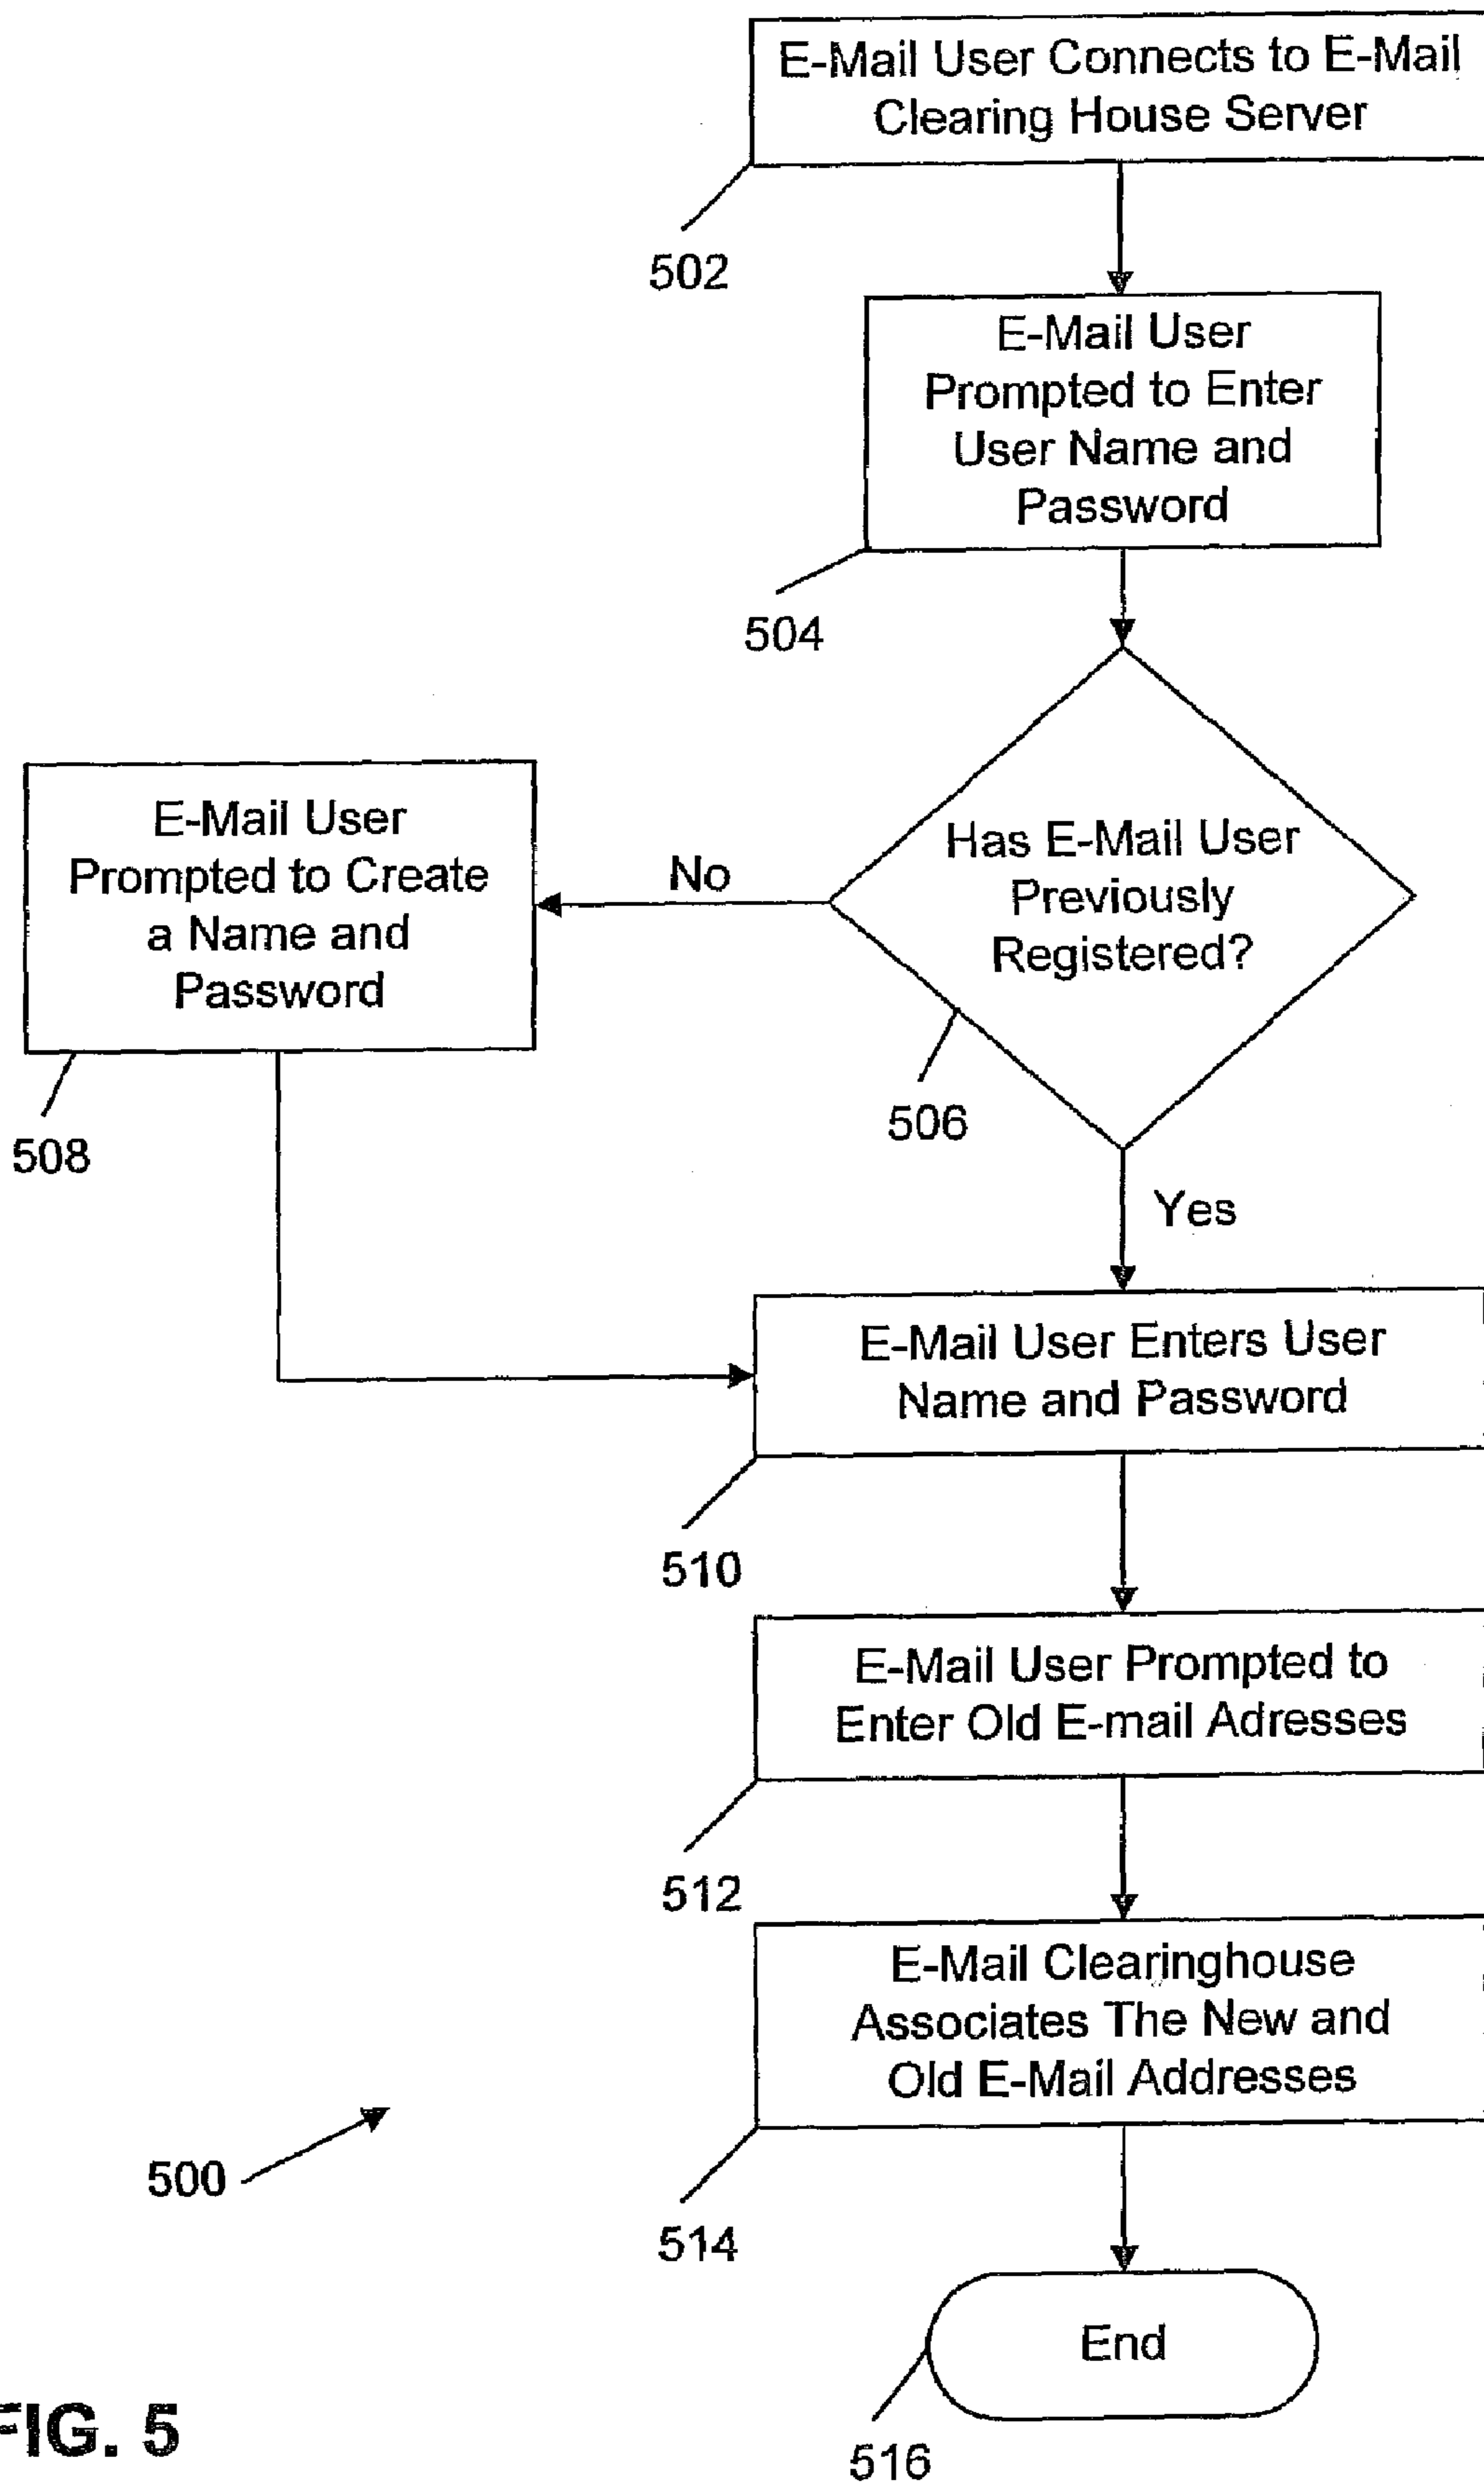 E-Mail User Connects to E-Mail
Clearing House Server
502
E-Mail User
Prompted to Enter
User Name and
Password
504
Has E-Mail User
Previously
Registered?
506
No
E-Mail User
Prompted to Create
a Name and
Password
508
Yes
E-Mail User Enters User
Name and Password
510
E-Mail User Prompted to
Enter Old E-mail Adresses
512
E-Mail Clearinghouse
Associates The New and
Old E-Mail Addresses
514
500
End
516
FIG. 5